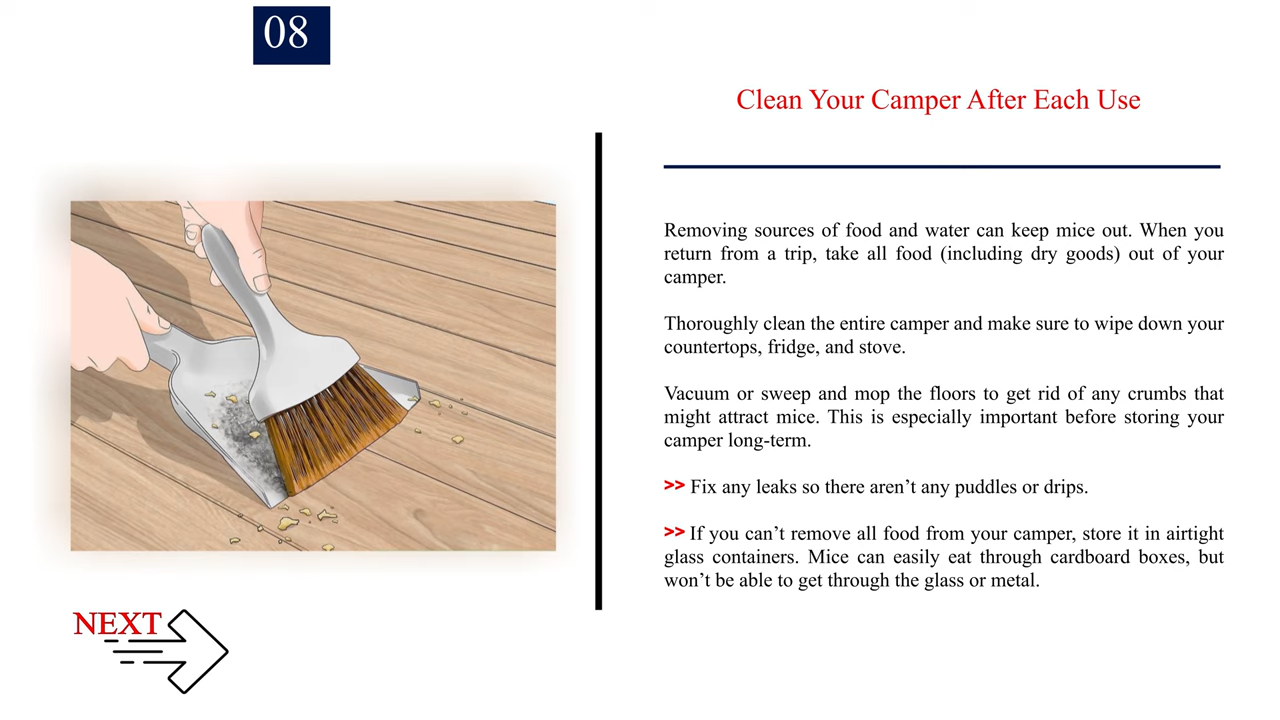 08
Clean Your Camper After Each Use
Removing sources of food and water can keep mice out. When you
return from a trip, take all food (including dry goods) out of your
camper.
Thoroughly clean the entire camper and make sure to wipe down your
countertops, fridge, and stove.
Vacuum or sweep and mop the floors to get rid of any crumbs that
might attract mice. This is especially important before storing your
camper long-term.
>> Fix any leaks so there aren’t any puddles or drips.
>> If you can’t remove all food from your camper, store it in airtight
glass containers. Mice can easily eat through cardboard boxes, but
won’t be able to get through the glass or metal.
NEXT